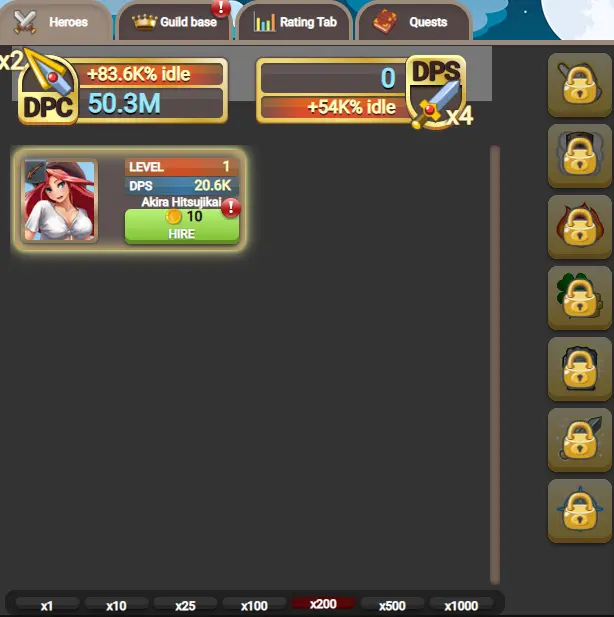 Heroes
!
Guild base
Rating Tab
Quests
x2
+83.6K% idle
DPC
50.3M
0
DPS
+54K% idle
x4
LEVEL 1
DPS 20.6K
Akira Hitsujikai
!
10
HIRE
x1 x10 x25 x100 x200 x500 x1000